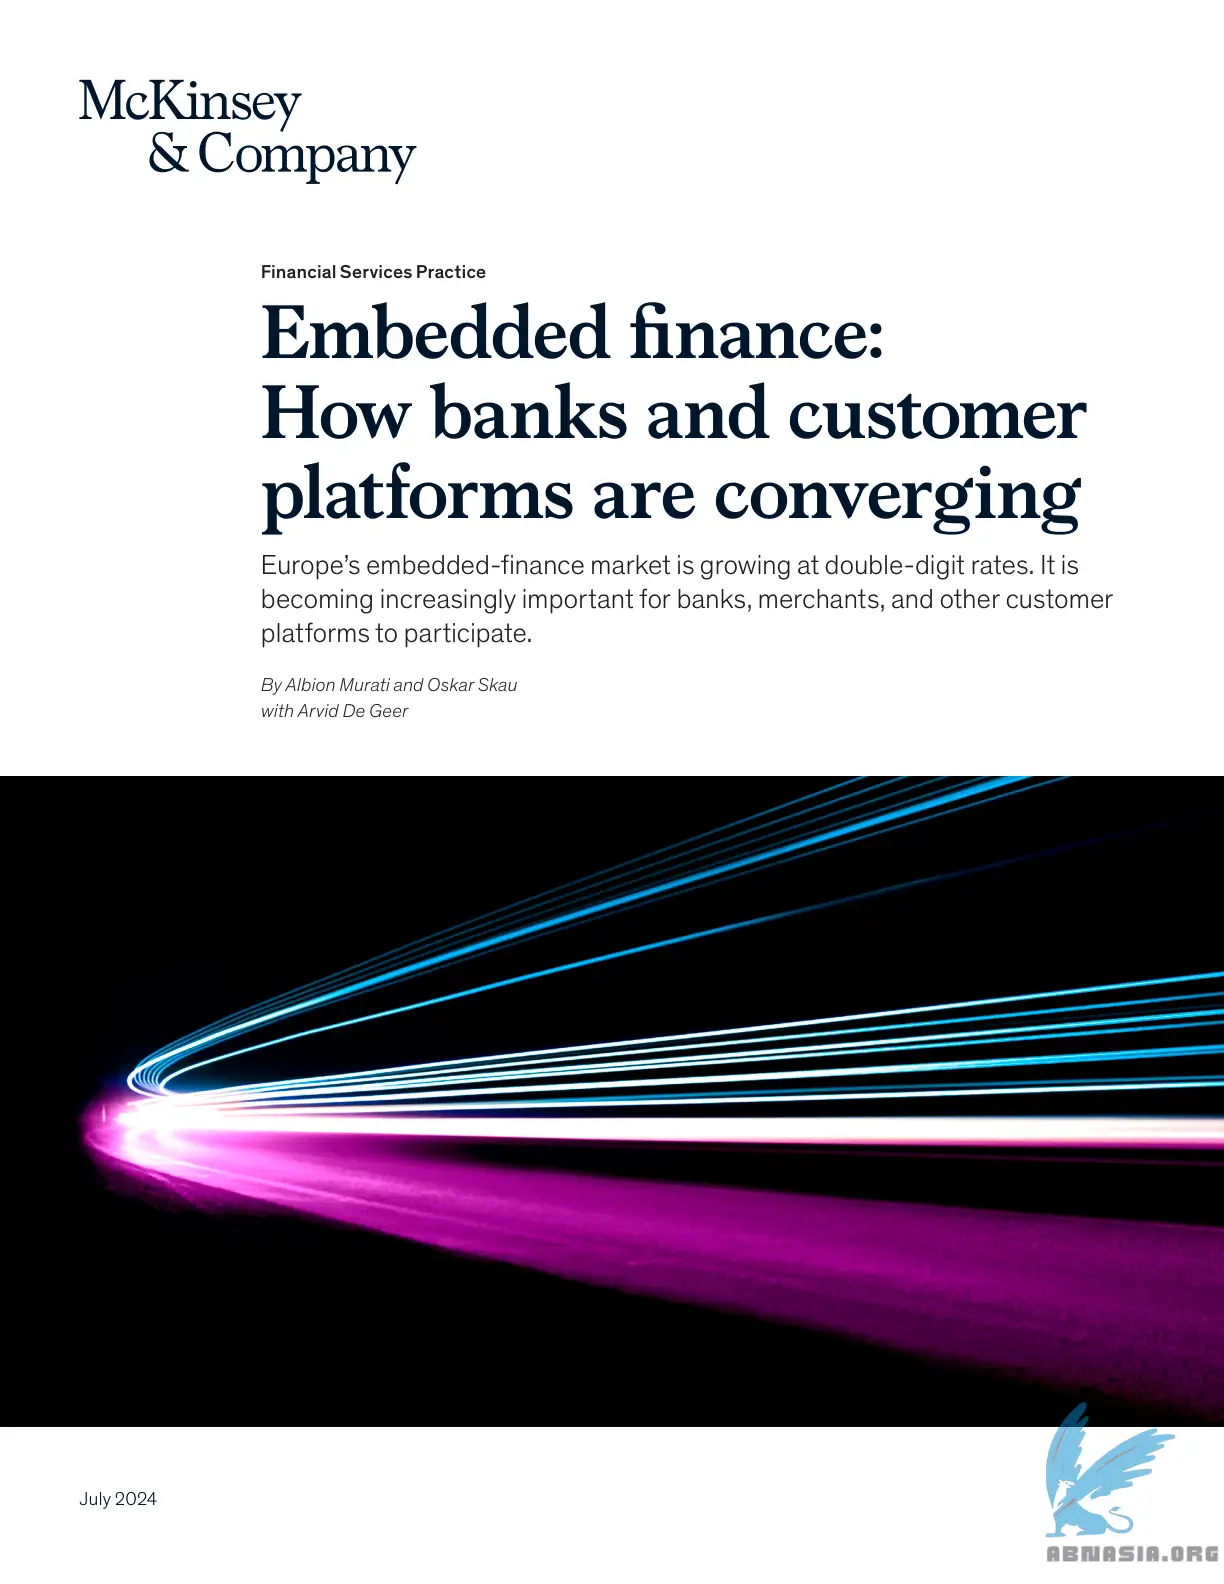 McKinsey
& Company
Financial Services Practice
Embedded finance:
How banks and customer
platforms are converging
Europe’s embedded-finance market is growing at double-digit rates. It is
becoming increasingly important for banks, merchants, and other customer
platforms to participate.
By Albion Murati and Oskar Skau
with Arvid De Geer
July 2024
ABNASIA.ORG